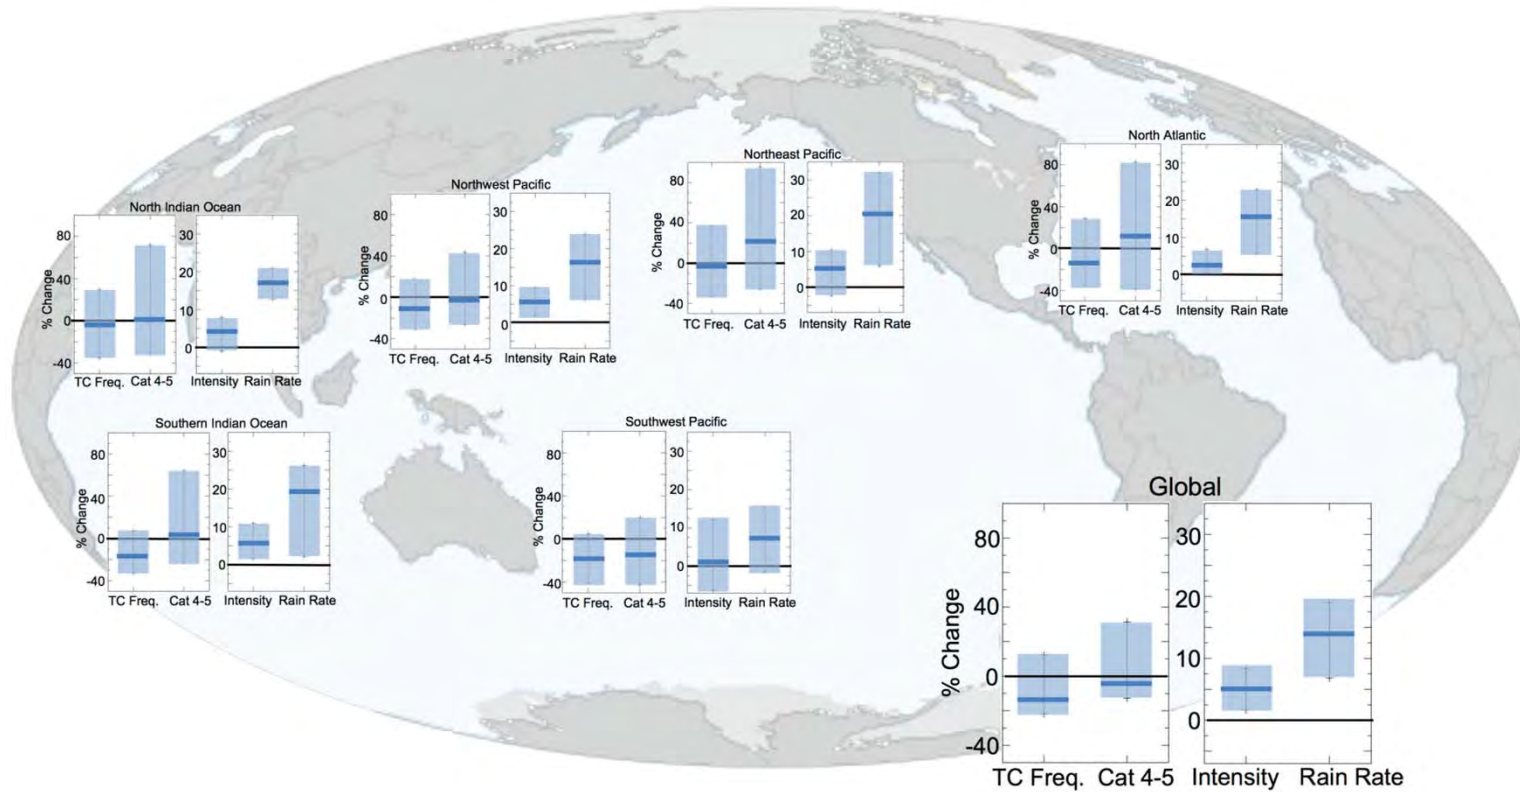 North Atlantic
% Change
80
40
0
-40
30
20
10
0
TC Freq. Cat 4-5 Intensity Rain Rate
Northeast Pacific
% Change
80
40
0
-40
30
20
10
0
TC Freq. Cat 4-5 Intensity Rain Rate
Northwest Pacific
% Change
80
40
0
-40
30
20
10
0
TC Freq. Cat 4-5 Intensity Rain Rate
North Indian Ocean
% Change
80
40
0
-40
30
20
10
0
TC Freq. Cat 4-5 Intensity Rain Rate
Southern Indian Ocean
% Change
80
40
0
-40
30
20
10
0
TC Freq. Cat 4-5 Intensity Rain Rate
Southwest Pacific
% Change
80
40
0
-40
30
20
10
0
TC Freq. Cat 4-5 Intensity Rain Rate
Global
% Change
80
40
0
-40
30
20
10
0
TC Freq. Cat 4-5 Intensity Rain Rate